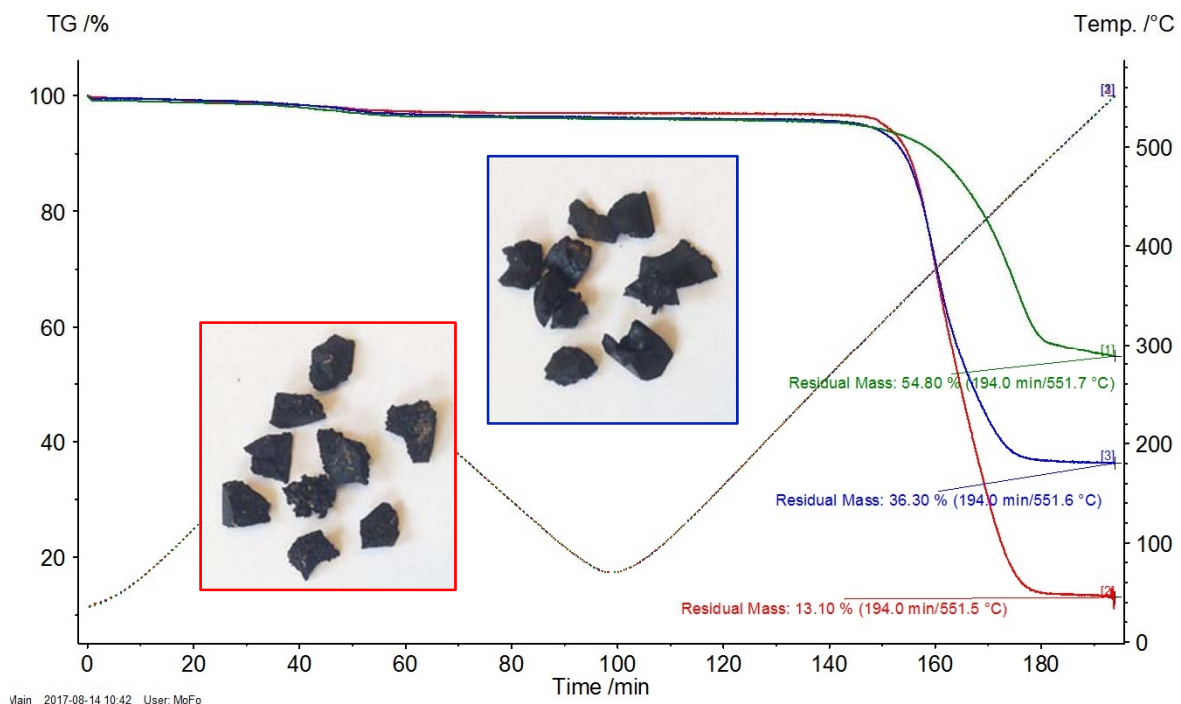 TG /%
Temp. /°C
100
80
60
40
20
500
400
300
200
100
0
[1]
Residual Mass: 54.80 % (194.0 min/551.7 °C)
[3]
Residual Mass: 36.30 % (194.0 min/551.6 °C)
[2]
Residual Mass: 13.10 % (194.0 min/551.5 °C)
0 20 40 60 80 100 120 140 160 180
Time /min
Main 2017-08-14 10:42 User: MoFo